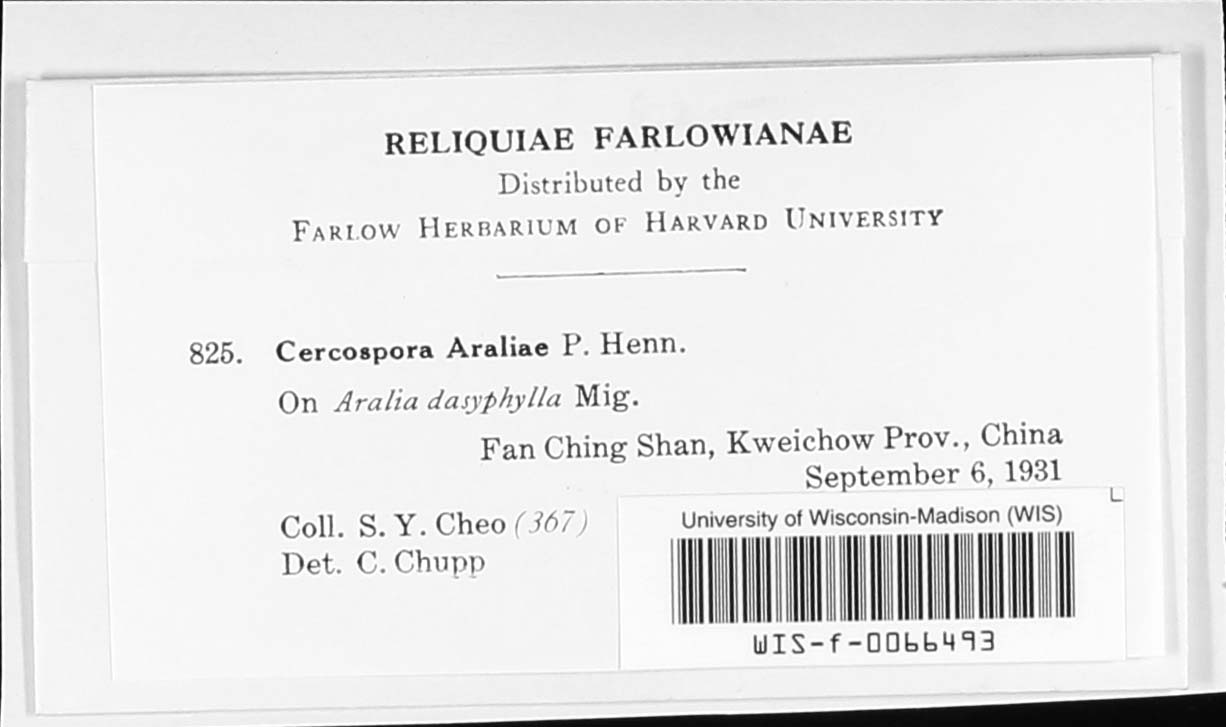 RELIQUIAE FARLOWIANAE
Distributed by the
FARLOW HERBARIUM OF HARVARD UNIVERSITY
825. Cercospora Araliae P. Henn.
On Aralia dasyphylla Mig.
Fan Ching Shan, Kweichow Prov., China
September 6, 1931
Coll. S. Y. Cheo (367)
Det. C. Chupp
University of Wisconsin-Madison (WIS)
WIS-f-0066493